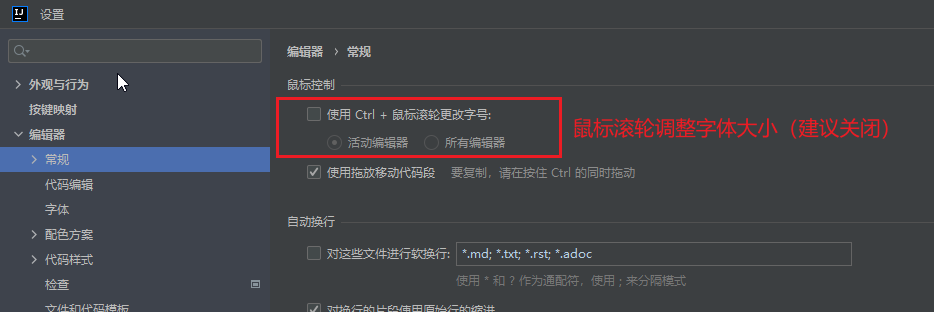 IJ 设置
编辑器 › 常规
鼠标控制
外观与行为
使用 Ctrl + 鼠标滚轮更改字号:
鼠标滚轮调整字体大小（建议关闭）
按键映射
编辑器
活动编辑器 所有编辑器
常规
使用拖放移动代码段 要复制，请在按住 Ctrl 的同时拖动
代码编辑
字体
自动换行
配色方案
对这些文件进行软换行: *.md; *.txt; *.rst; *.adoc
代码样式
使用 * 和 ? 作为通配符，使用 ; 来分隔模式
检查
文件和代码模板
对换行的片段使用原始行的缩进